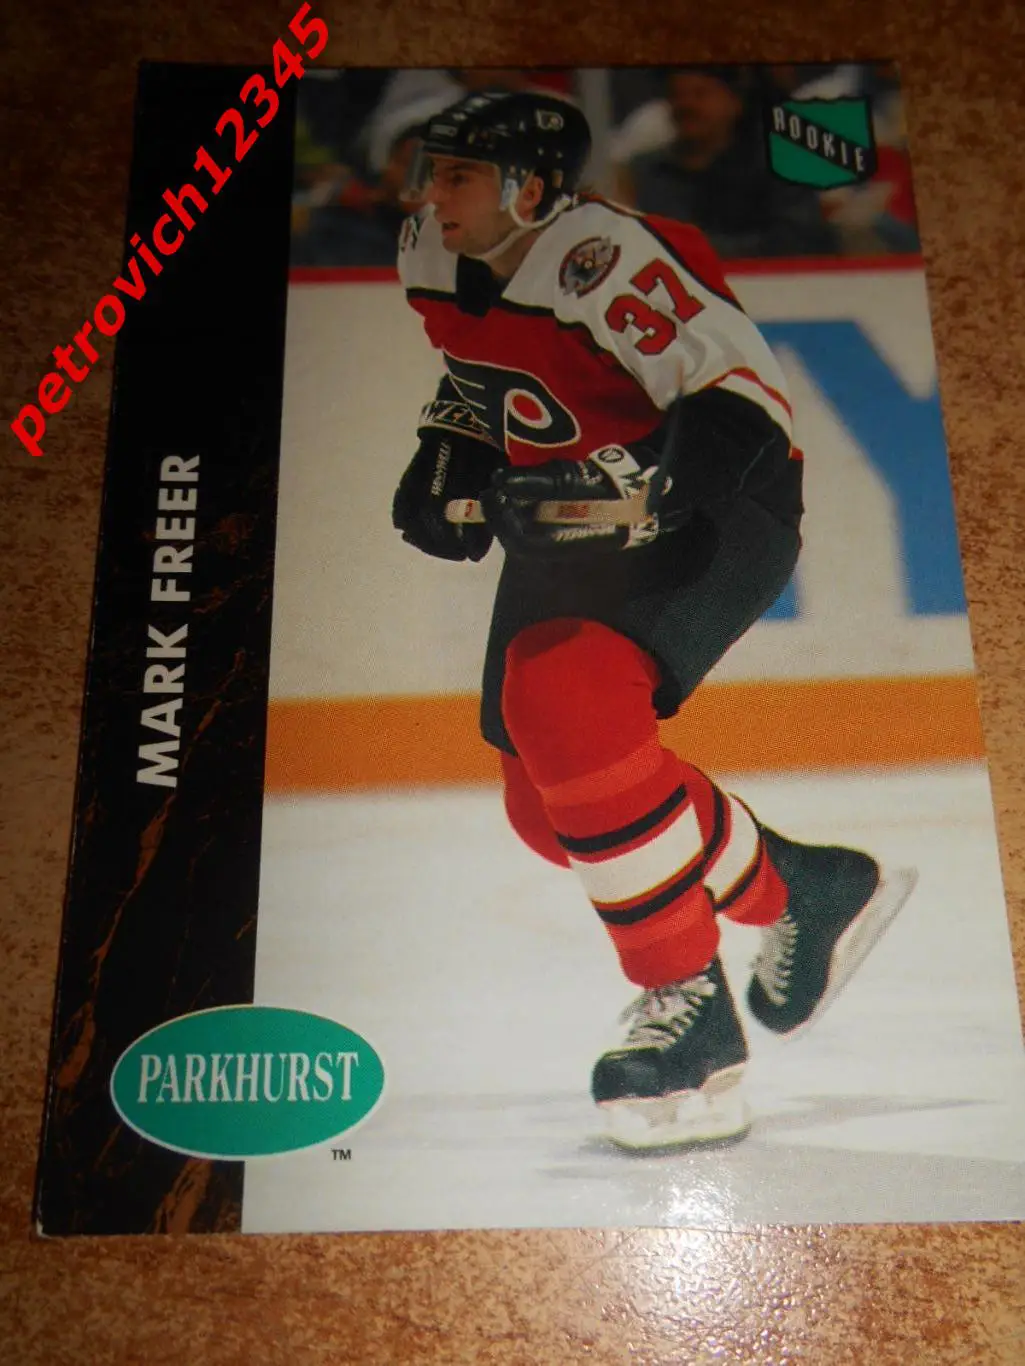 petrovich12345
ROOKIE
37
MARK FREER
PARKHURST
TM